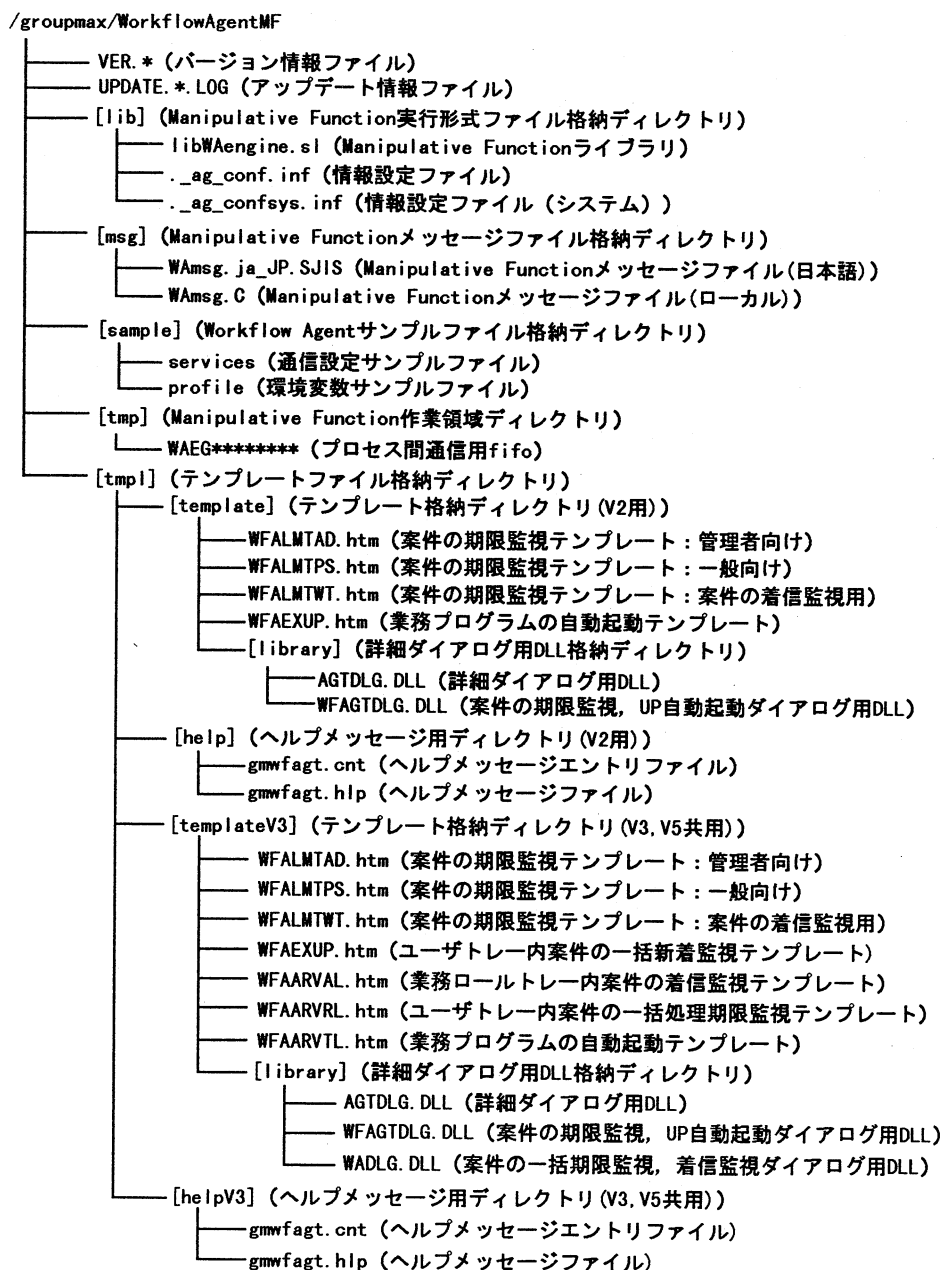 /groupmax/WorkflowAgentMF
VER.*（バージョン情報ファイル）
UPDATE.*.LOG（アップデート情報ファイル）
[lib]（Manipulative Function実行形式ファイル格納ディレクトリ）
libWAengine.sl（Manipulative Functionライブラリ）
._ag_conf.inf（情報設定ファイル）
._ag_confsys.inf（情報設定ファイル（システム））
[msg]（Manipulative Functionメッセージファイル格納ディレクトリ）
WAmsg.ja_JP.SJIS（Manipulative Functionメッセージファイル(日本語)）
WAmsg.C（Manipulative Functionメッセージファイル(ローカル)）
[sample]（Workflow Agentサンプルファイル格納ディレクトリ）
services（通信設定サンプルファイル）
profile（環境変数サンプルファイル）
[tmp]（Manipulative Function作業領域ディレクトリ）
WAEG********（プロセス間通信用fifo）
[tmpl]（テンプレートファイル格納ディレクトリ）
[template]（テンプレート格納ディレクトリ(V2用)）
WFALMTAD.htm（案件の期限監視テンプレート：管理者向け）
WFALMTPS.htm（案件の期限監視テンプレート：一般向け）
WFALMTWT.htm（案件の期限監視テンプレート：案件の着信監視用）
WFAEXUP.htm（業務プログラムの自動起動テンプレート）
[library]（詳細ダイアログ用DLL格納ディレクトリ）
AGTDLG.DLL（詳細ダイアログ用DLL）
WFAGTDLG.DLL（案件の期限監視，UP自動起動ダイアログ用DLL）
[help]（ヘルプメッセージ用ディレクトリ(V2用)）
gmwfagt.cnt（ヘルプメッセージエントリファイル）
gmwfagt.hlp（ヘルプメッセージファイル）
[templateV3]（テンプレート格納ディレクトリ(V3,V5共用)）
WFALMTAD.htm（案件の期限監視テンプレート：管理者向け）
WFALMTPS.htm（案件の期限監視テンプレート：一般向け）
WFALMTWT.htm（案件の期限監視テンプレート：案件の着信監視用）
WFAEXUP.htm（ユーザトレー内案件の一括新着監視テンプレート）
WFAARVAL.htm（業務ロールトレー内案件の着信監視テンプレート）
WFAARVRL.htm（ユーザトレー内案件の一括処理期限監視テンプレート）
WFAARVTL.htm（業務プログラムの自動起動テンプレート）
[library]（詳細ダイアログ用DLL格納ディレクトリ）
AGTDLG.DLL（詳細ダイアログ用DLL）
WFAGTDLG.DLL（案件の期限監視，UP自動起動ダイアログ用DLL）
WADLG.DLL（案件の一括期限監視，着信監視ダイアログ用DLL）
[helpV3]（ヘルプメッセージ用ディレクトリ(V3,V5共用)）
gmwfagt.cnt（ヘルプメッセージエントリファイル）
gmwfagt.hlp（ヘルプメッセージファイル）